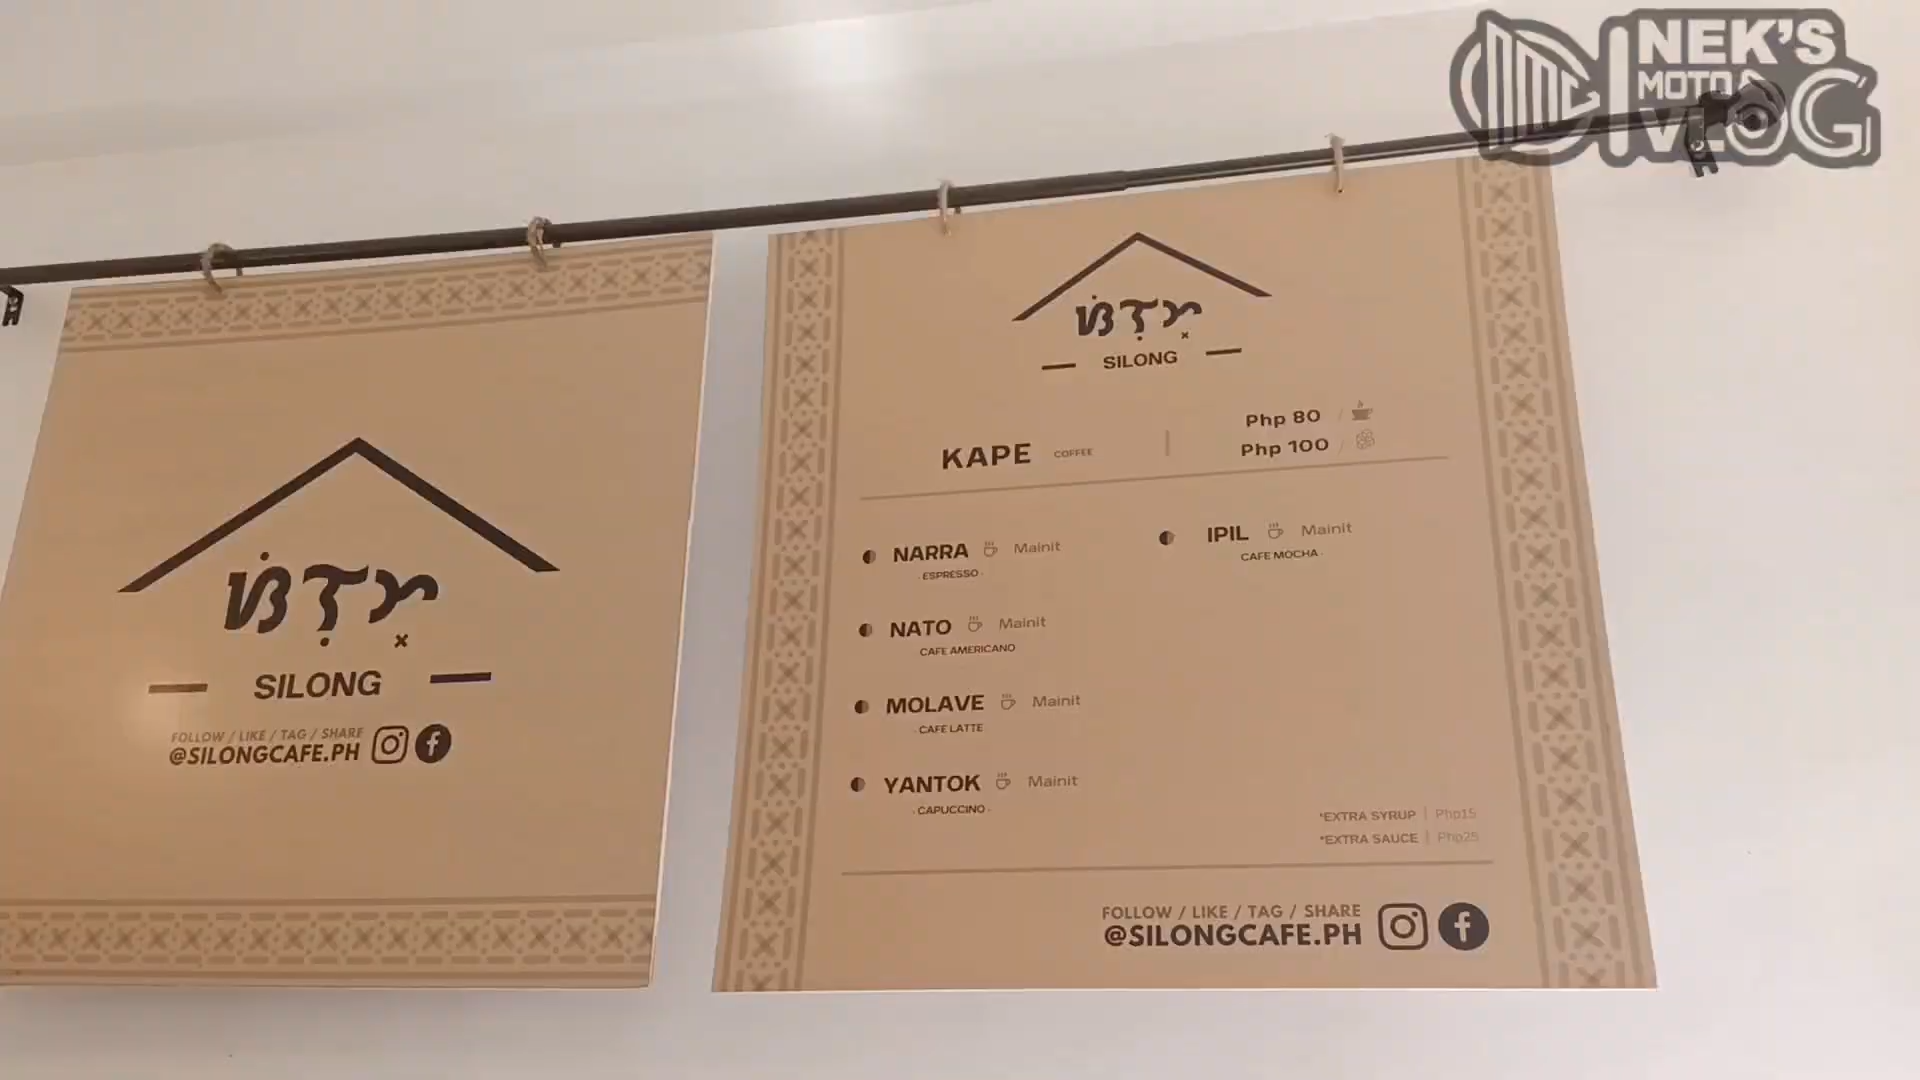 NEK'S
MOTO
VLOG
ᜐᜒᜎᜓᜅ᜔
SILONG
FOLLOW / LIKE / TAG / SHARE
@SILONGCAFE.PH
ᜐᜒᜎᜓᜅ᜔
SILONG
KAPE COFFEE
Php 80 /
Php 100 /
NARRA Mainit
· ESPRESSO ·
NATO Mainit
CAFE AMERICANO
MOLAVE Mainit
· CAFE LATTE
YANTOK Mainit
· CAPUCCINO ·
IPIL Mainit
CAFE MOCHA ·
*EXTRA SYRUP | Php15
*EXTRA SAUCE | Php25
FOLLOW / LIKE / TAG / SHARE
@SILONGCAFE.PH